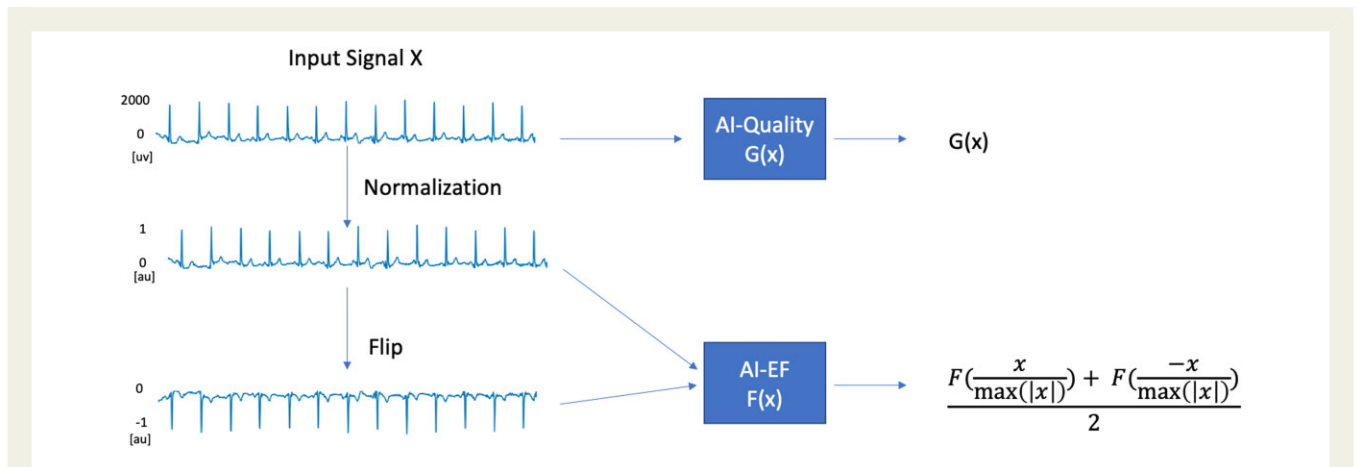 Input Signal X
2000
0
[uv]
AI-Quality
G(x)
G(x)
Normalization
1
0
[au]
Flip
0
-1
[au]
AI-EF
F(x)
F(x/max(|x|)) + F(-x/max(|x|))
2